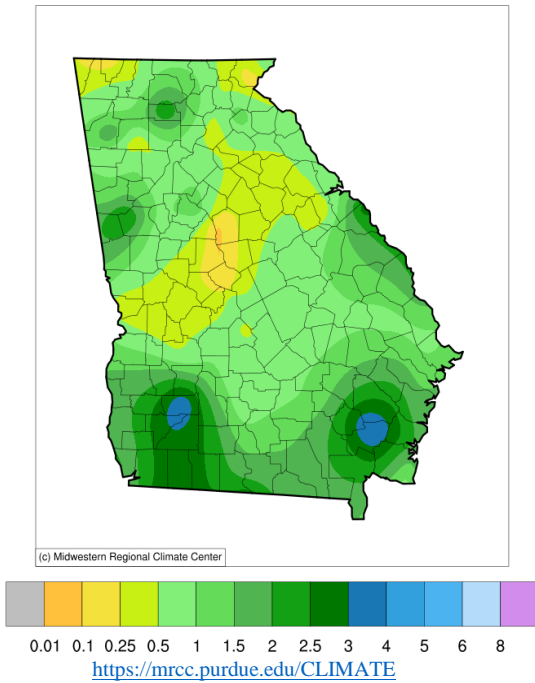 (c) Midwestern Regional Climate Center
0.01 0.1 0.25 0.5 1 1.5 2 2.5 3 4 5 6 8
https://mrcc.purdue.edu/CLIMATE